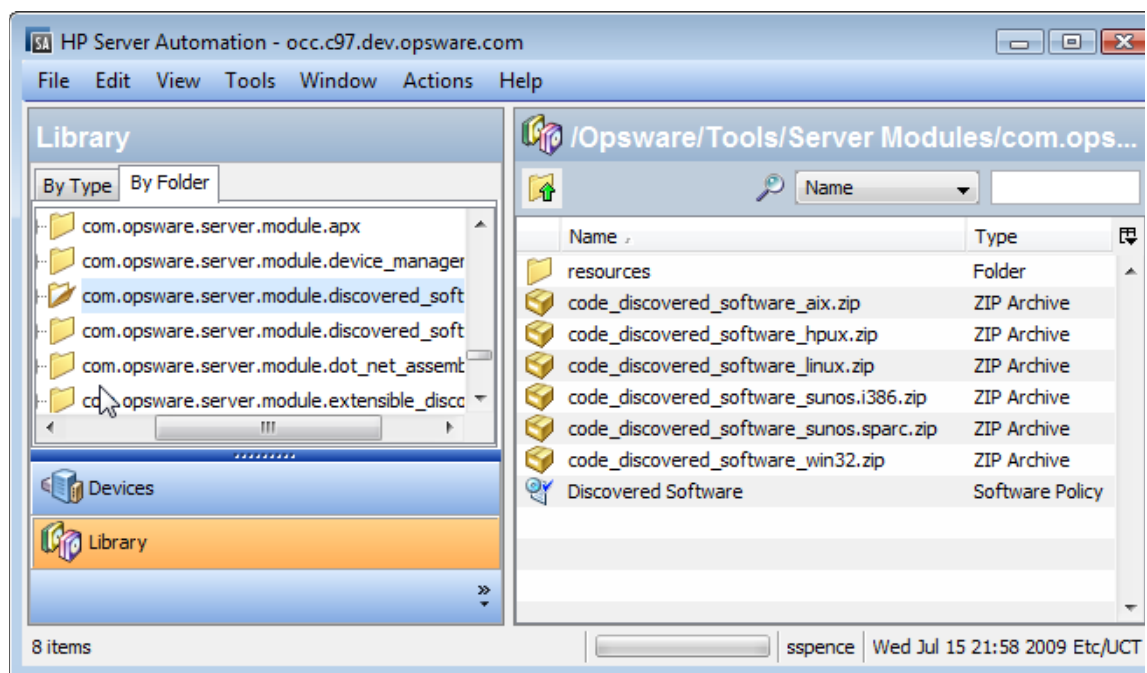 SA HP Server Automation - occ.c97.dev.opsware.com
File Edit View Tools Window Actions Help
Library
By Type By Folder
com.opsware.server.module.apx
com.opsware.server.module.device_manager
com.opsware.server.module.discovered_soft
com.opsware.server.module.discovered_soft
com.opsware.server.module.dot_net_assemb
com.opsware.server.module.extensible_disco
Devices
Library
»
/Opsware/Tools/Server Modules/com.ops...
Name
Name Type
resources Folder
code_discovered_software_aix.zip ZIP Archive
code_discovered_software_hpux.zip ZIP Archive
code_discovered_software_linux.zip ZIP Archive
code_discovered_software_sunos.i386.zip ZIP Archive
code_discovered_software_sunos.sparc.zip ZIP Archive
code_discovered_software_win32.zip ZIP Archive
Discovered Software Software Policy
8 items sspence Wed Jul 15 21:58 2009 Etc/UCT